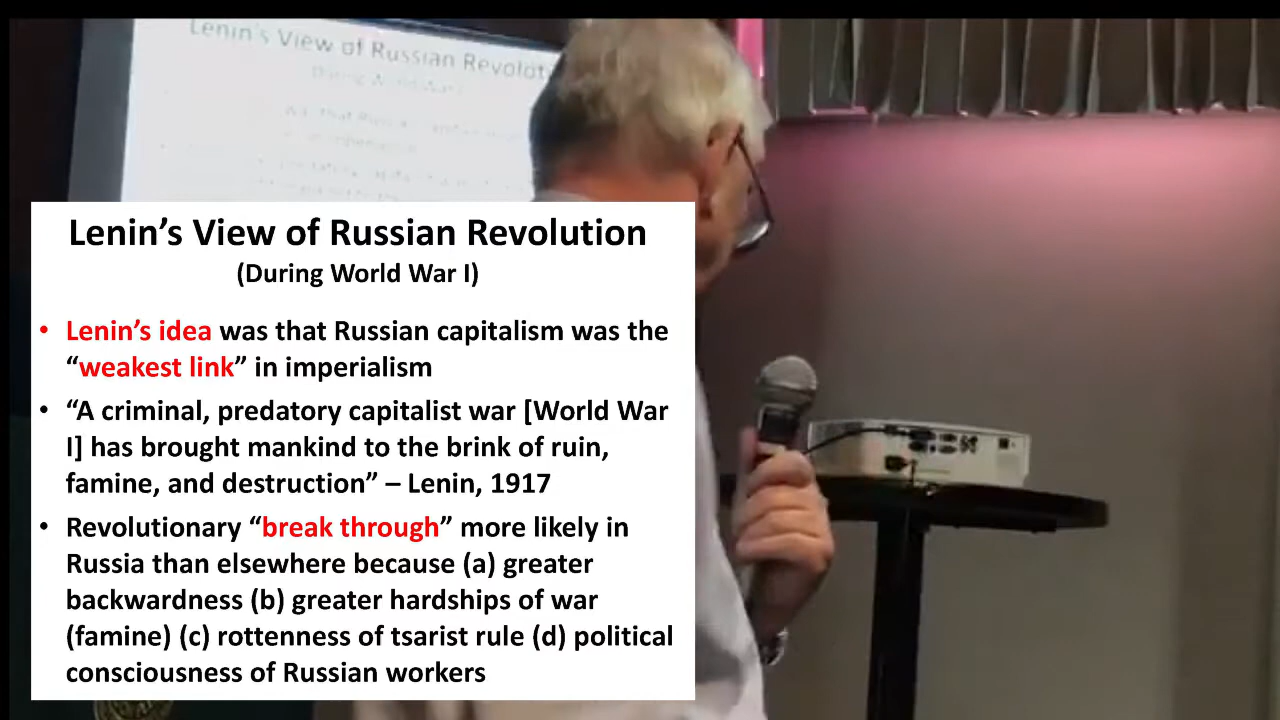 Lenin's View of Russian Revolot
Lenin’s View of Russian Revolution
(During World War I)
• Lenin’s idea was that Russian capitalism was the
“weakest link” in imperialism
• “A criminal, predatory capitalist war [World War
I] has brought mankind to the brink of ruin,
famine, and destruction” – Lenin, 1917
• Revolutionary “break through” more likely in
Russia than elsewhere because (a) greater
backwardness (b) greater hardships of war
(famine) (c) rottenness of tsarist rule (d) political
consciousness of Russian workers